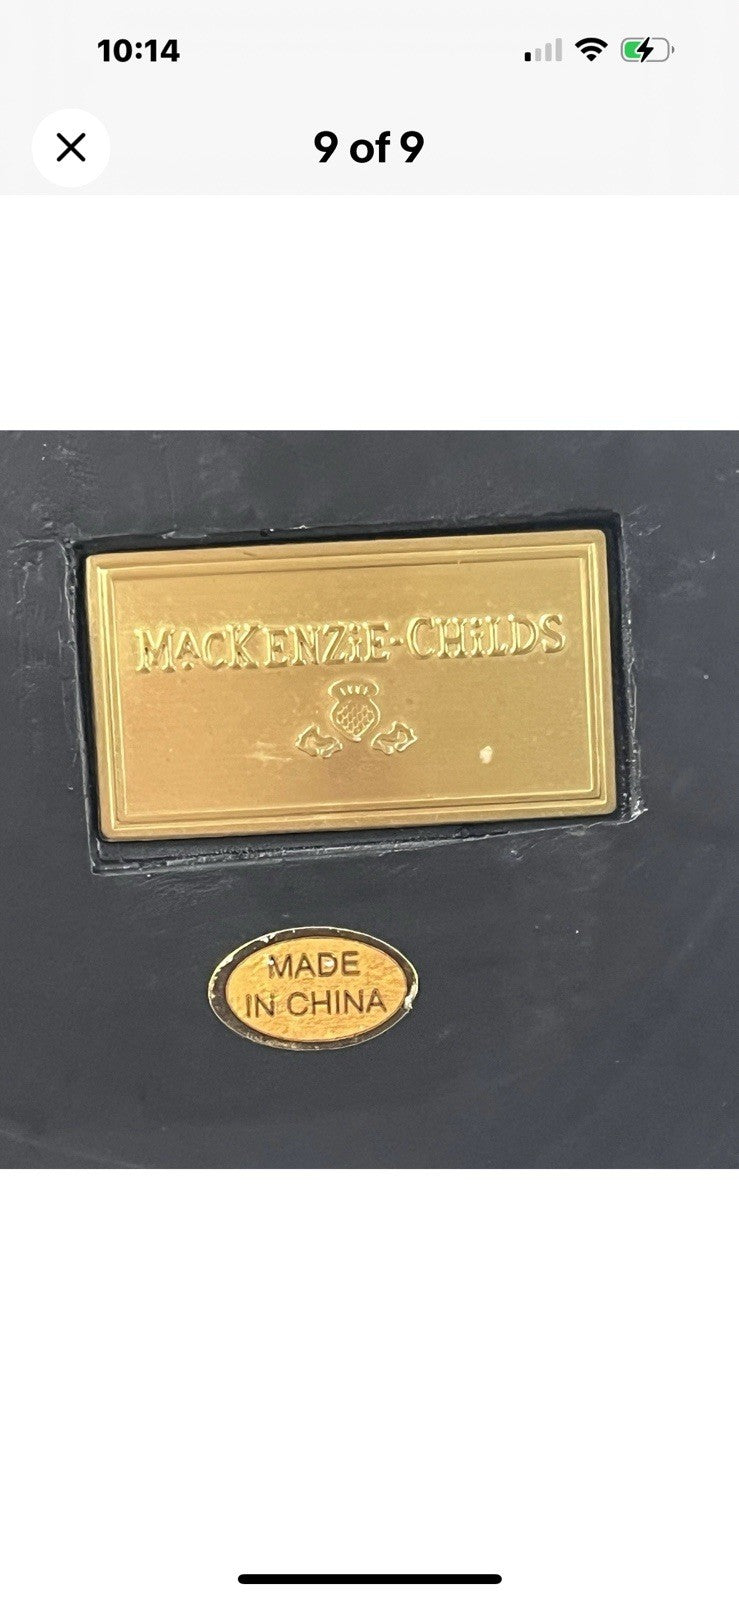 10:14
9 of 9
MACKENZiE-CHiLDS
MADE
IN CHINA